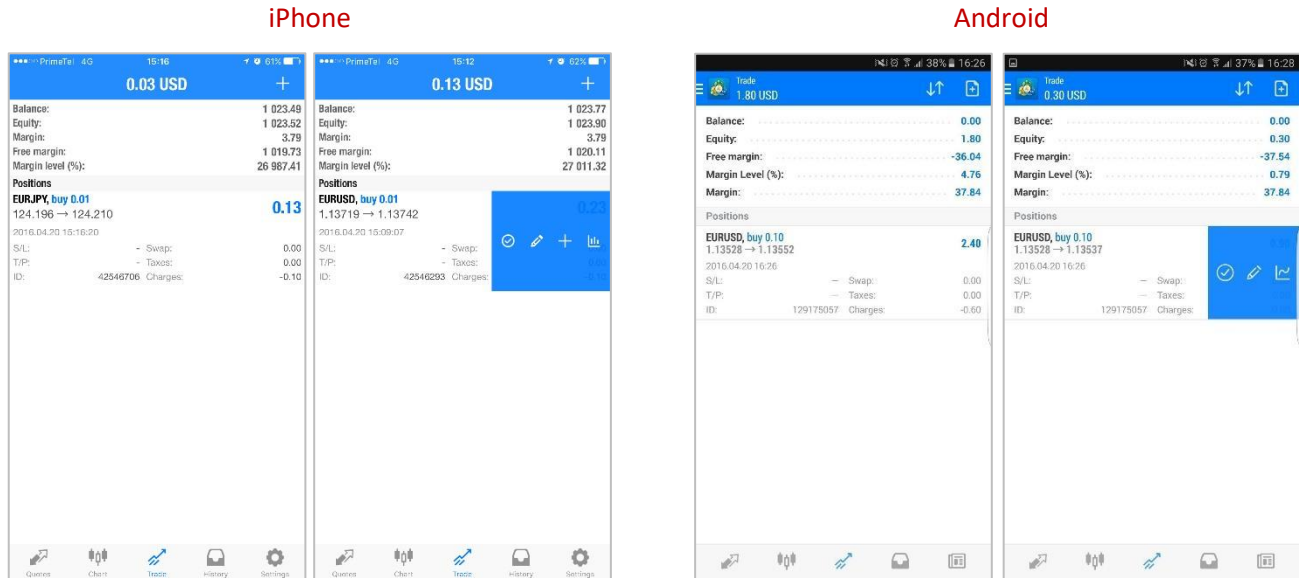 iPhone
Android
PrimeTel 4G 15:16 61%
0.03 USD +
Balance: 1 023.49
Equity: 1 023.52
Margin: 3.79
Free margin: 1 019.73
Margin level (%): 26 987.41
Positions
EURJPY, buy 0.01
124.196 → 124.210 0.13
2016.04.20 15:16:20
S/L: - Swap: 0.00
T/P: - Taxes: 0.00
ID: 42546706 Charges: -0.10
Quotes Chart Trade History Settings
PrimeTel 4G 15:12 62%
0.13 USD +
Balance: 1 023.77
Equity: 1 023.90
Margin: 3.79
Free margin: 1 020.11
Margin level (%): 27 011.32
Positions
EURUSD, buy 0.01
1.13719 → 1.13742 0.23
2016.04.20 15:09:07
S/L: - Swap:
T/P: - Taxes: 0.00
ID: 42546293 Charges: -0.10
Quotes Chart Trade History Settings
38% 16:26
Trade
1.80 USD
Balance: 0.00
Equity: 1.80
Free margin: -36.04
Margin Level (%): 4.76
Margin: 37.84
Positions
EURUSD, buy 0.10
1.13528 → 1.13552 2.40
2016.04.20 16:26
S/L: – Swap: 0.00
T/P: – Taxes: 0.00
ID: 129175057 Charges: -0.60
37% 16:28
Trade
0.30 USD
Balance: 0.00
Equity: 0.30
Free margin: -37.54
Margin Level (%): 0.79
Margin: 37.84
Positions
EURUSD, buy 0.10
1.13528 → 1.13537
2016.04.20 16:26
S/L: – Swap:
T/P: – Taxes:
ID: 129175057 Charges: